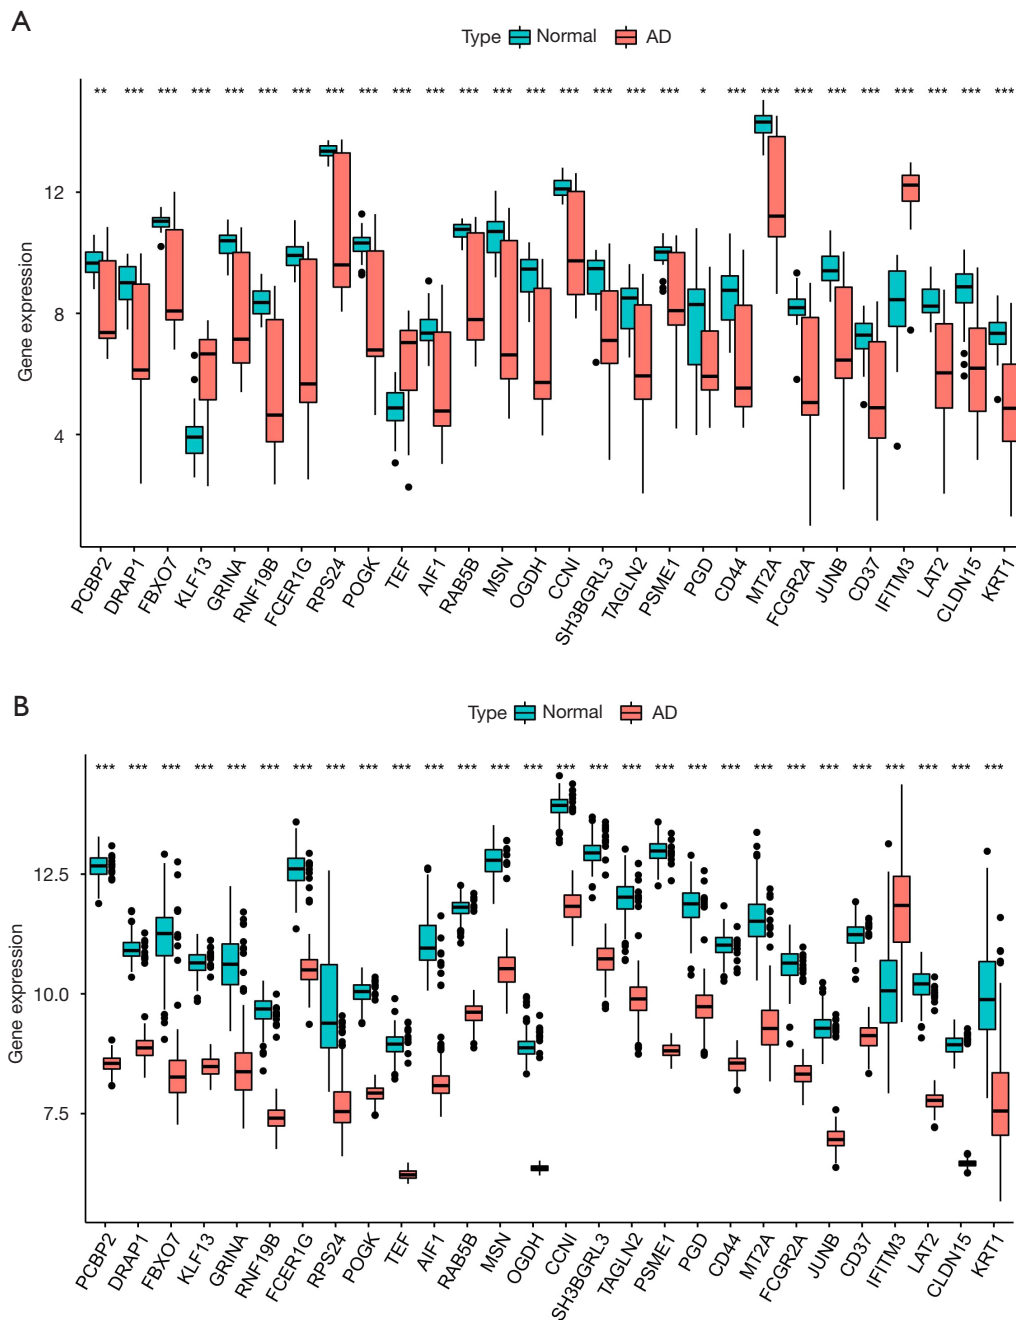 A
Type Normal AD
** *** *** *** *** *** *** *** *** *** *** *** *** *** *** *** *** *** * *** *** *** *** *** *** *** *** ***
Gene expression
12
8
4
PCBP2 DRAP1 FBXO7 KLF13 GRINA RNF19B FCER1G RPS24 POGK TEF AIF1 RAB5B MSN OGDH CCNI SH3BGRL3 TAGLN2 PSME1 PGD CD44 MT2A FCGR2A JUNB CD37 IFITM3 LAT2 CLDN15 KRT1
B
Type Normal AD
*** *** *** *** *** *** *** *** *** *** *** *** *** *** *** *** *** *** *** *** *** *** *** *** *** *** *** ***
Gene expression
12.5
10.0
7.5
PCBP2 DRAP1 FBXO7 KLF13 GRINA RNF19B FCER1G RPS24 POGK TEF AIF1 RAB5B MSN OGDH CCNI SH3BGRL3 TAGLN2 PSME1 PGD CD44 MT2A FCGR2A JUNB CD37 IFITM3 LAT2 CLDN15 KRT1